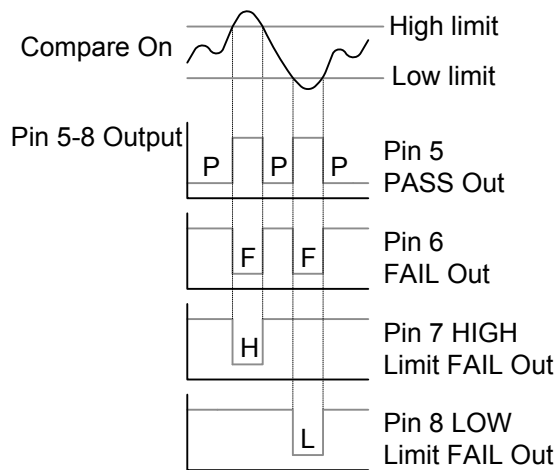 High limit
Compare On
Low limit
Pin 5-8 Output
P P P
Pin 5
PASS Out
F F
Pin 6
FAIL Out
H
Pin 7 HIGH
Limit FAIL Out
L
Pin 8 LOW
Limit FAIL Out